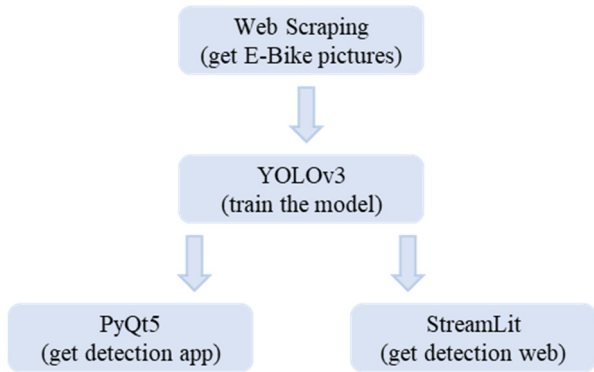 Web Scraping
(get E-Bike pictures)
YOLOv3
(train the model)
PyQt5
(get detection app)
StreamLit
(get detection web)